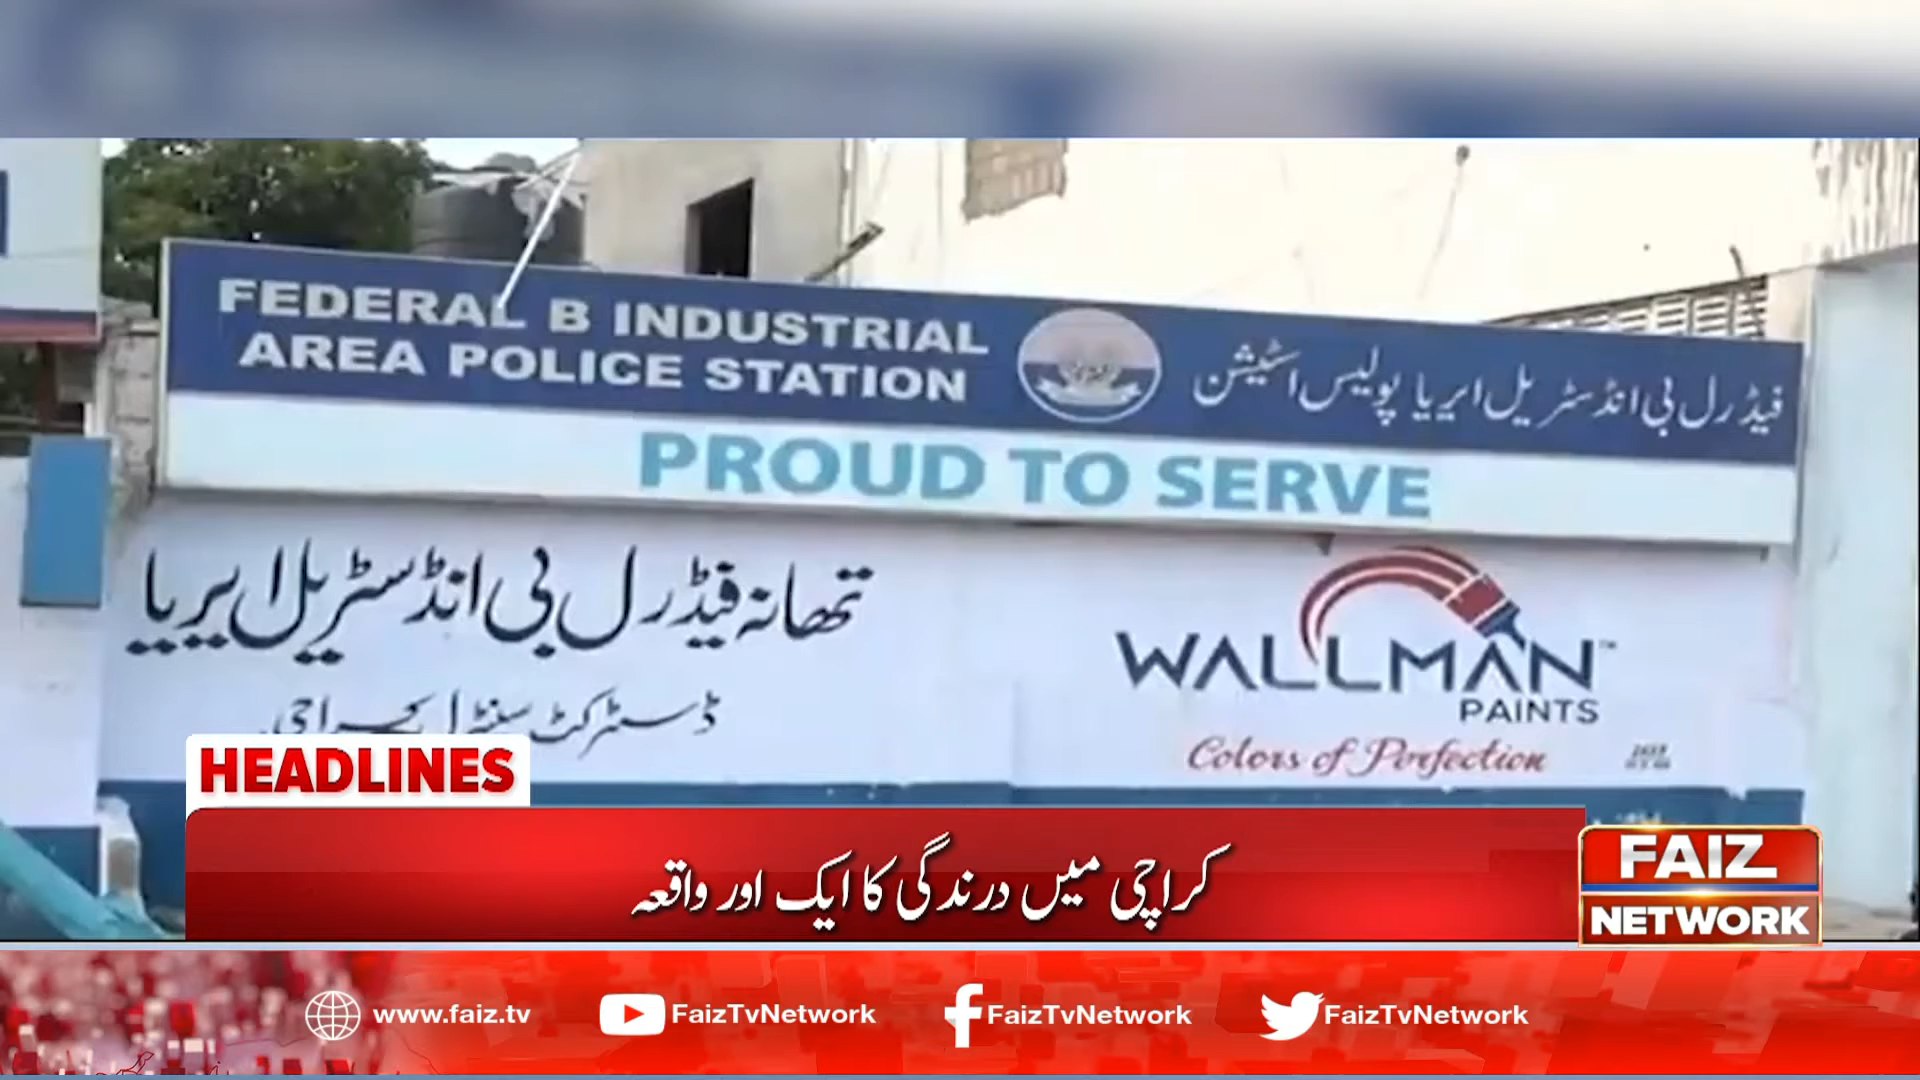 FEDERAL B INDUSTRIAL
AREA POLICE STATION
فیڈرل بی انڈسٹریل ایریا پولیس اسٹیشن
PROUD TO SERVE
تھانہ فیڈرل بی انڈسٹریل ایریا
ڈسٹرکٹ سنٹرل کراچی
WALLMAN™
PAINTS
Colors of Perfection
HEADLINES
کراچی میں درندگی کا ایک اور واقعہ
FAIZ
NETWORK
www.faiz.tv
FaizTvNetwork
FaizTvNetwork
FaizTvNetwork